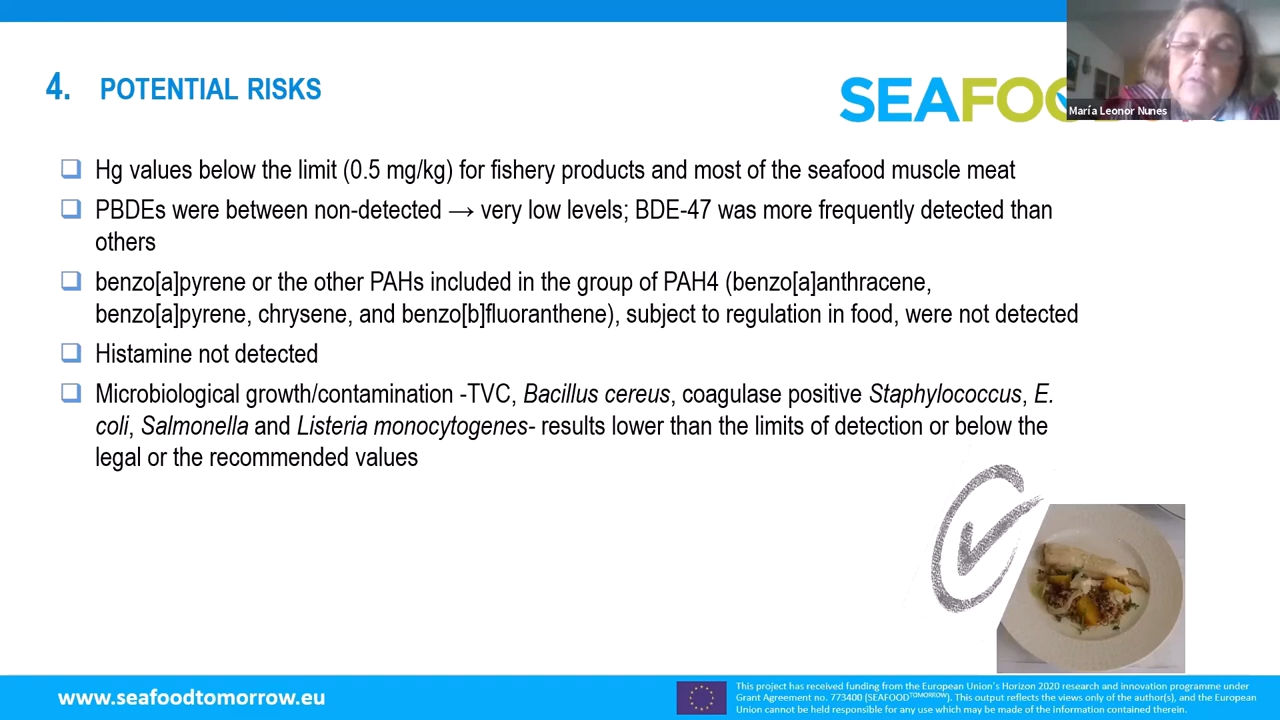 4. POTENTIAL RISKS
SEAFOO
María Leonor Nunes
❑ Hg values below the limit (0.5 mg/kg) for fishery products and most of the seafood muscle meat
❑ PBDEs were between non-detected → very low levels; BDE-47 was more frequently detected than
others
❑ benzo[a]pyrene or the other PAHs included in the group of PAH4 (benzo[a]anthracene,
benzo[a]pyrene, chrysene, and benzo[b]fluoranthene), subject to regulation in food, were not detected
❑ Histamine not detected
❑ Microbiological growth/contamination -TVC, Bacillus cereus, coagulase positive Staphylococcus, E.
coli, Salmonella and Listeria monocytogenes- results lower than the limits of detection or below the
legal or the recommended values
www.seafoodtomorrow.eu
This project has received funding from the European Union's Horizon 2020 research and innovation programme under
Grant Agreement no. 773400 (SEAFOODTOMORROW). This output reflects the views only of the author(s), and the European
Union cannot be held responsible for any use which may be made of the information contained therein.